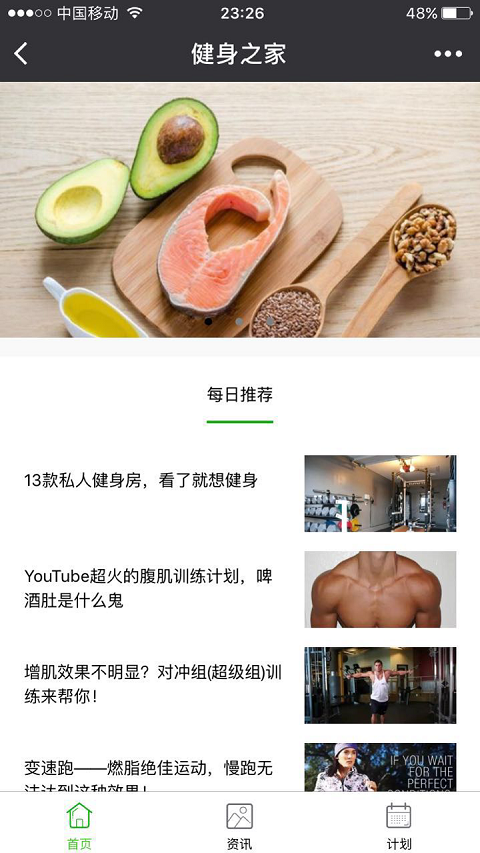 中国移动
23:26
48%
健身之家
每日推荐
13款私人健身房，看了就想健身
YouTube超火的腹肌训练计划，啤
酒肚是什么鬼
增肌效果不明显？对冲组(超级组)训
练来帮你！
变速跑——燃脂绝佳运动，慢跑无
法达到这种效果！
IF YOU WAIT
FOR THE
PERFECT
CONDITIONS,
首页
资讯
计划